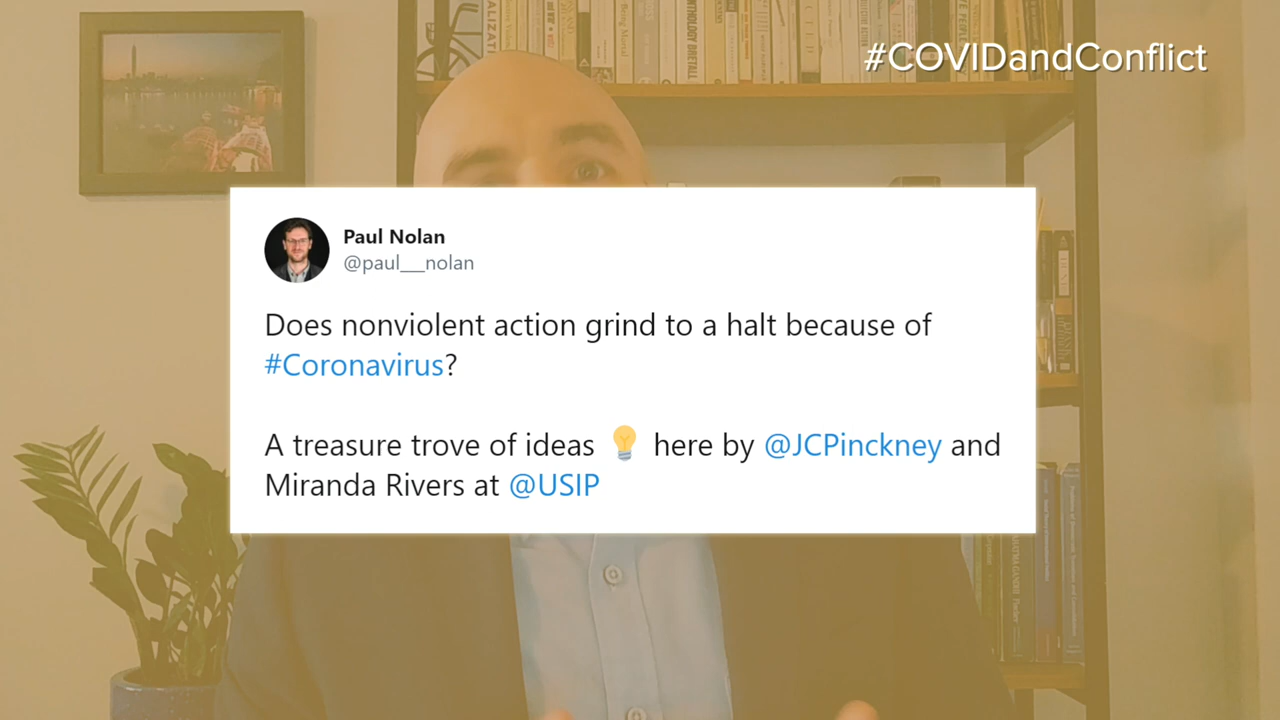 #COVIDandConflict
Paul Nolan
@paul___nolan
Does nonviolent action grind to a halt because of
#Coronavirus?
A treasure trove of ideas 💡 here by @JCPinckney and
Miranda Rivers at @USIP